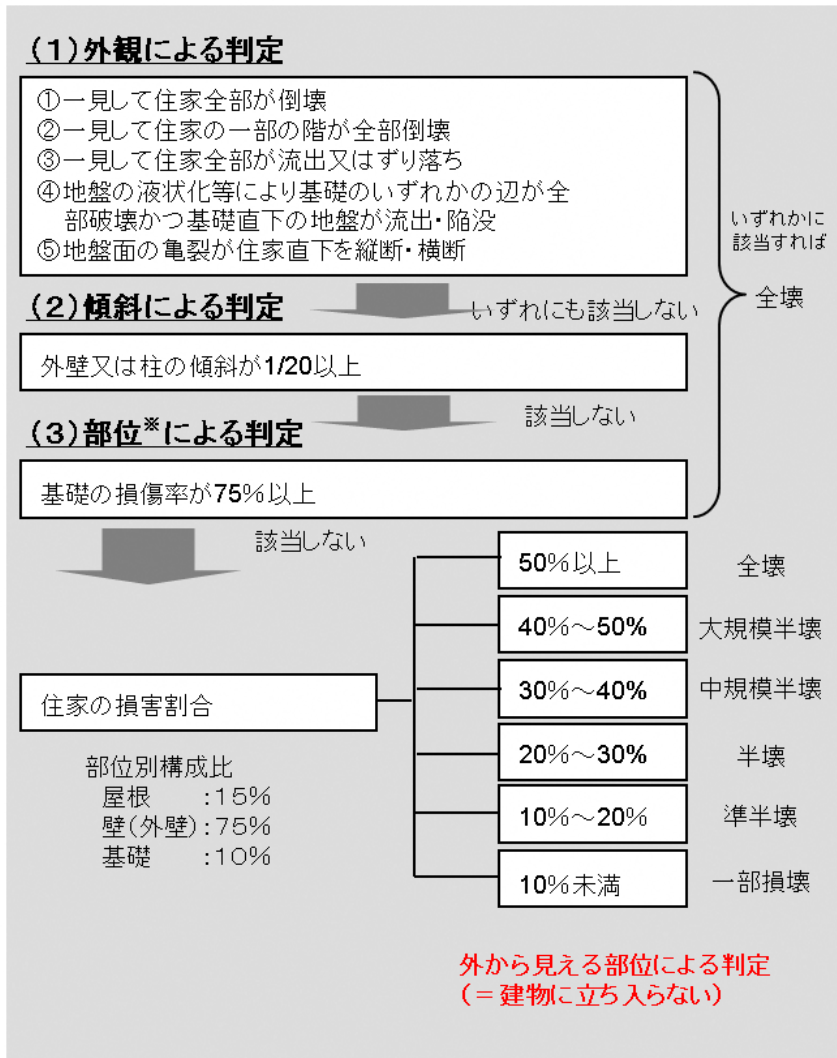 (1)外観による判定
①一見して住家全部が倒壊
②一見して住家の一部の階が全部倒壊
③一見して住家全部が流出又はずり落ち
④地盤の液状化等により基礎のいずれかの辺が全
部破壊かつ基礎直下の地盤が流出・陥没
⑤地盤面の亀裂が住家直下を縦断・横断
いずれかに
該当すれば
全壊
いずれにも該当しない
(2)傾斜による判定
外壁又は柱の傾斜が1/20以上
該当しない
(3)部位※による判定
基礎の損傷率が75%以上
該当しない
住家の損害割合
部位別構成比
屋根 :15%
壁(外壁):75%
基礎 :10%
50%以上 全壊
40%～50% 大規模半壊
30%～40% 中規模半壊
20%～30% 半壊
10%～20% 準半壊
10%未満 一部損壊
外から見える部位による判定
(=建物に立ち入らない)